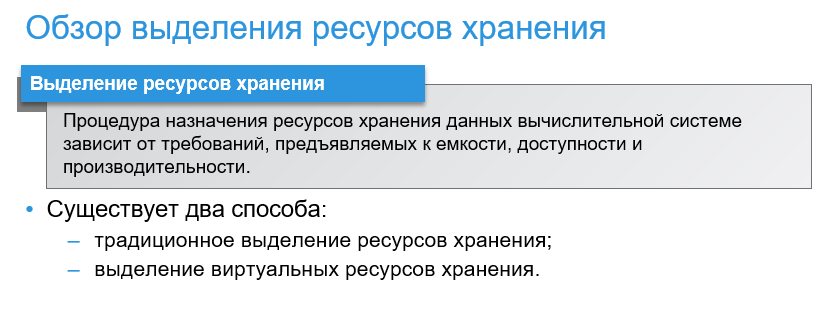 Обзор выделения ресурсов хранения
Выделение ресурсов хранения
Процедура назначения ресурсов хранения данных вычислительной системе
зависит от требований, предъявляемых к емкости, доступности и
производительности.
• Существует два способа:
– традиционное выделение ресурсов хранения;
– выделение виртуальных ресурсов хранения.